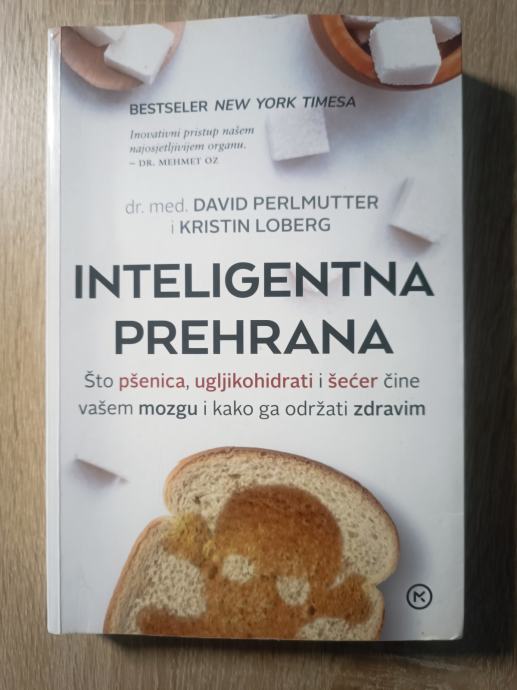 BESTSELER NEW YORK TIMESA
Inovativni pristup našem
najosjetljivijem organu.
– DR. MEHMET OZ
dr. med. DAVID PERLMUTTER
i KRISTIN LOBERG
INTELIGENTNA
PREHRANA
Što pšenica, ugljikohidrati i šećer čine
vašem mozgu i kako ga održati zdravim